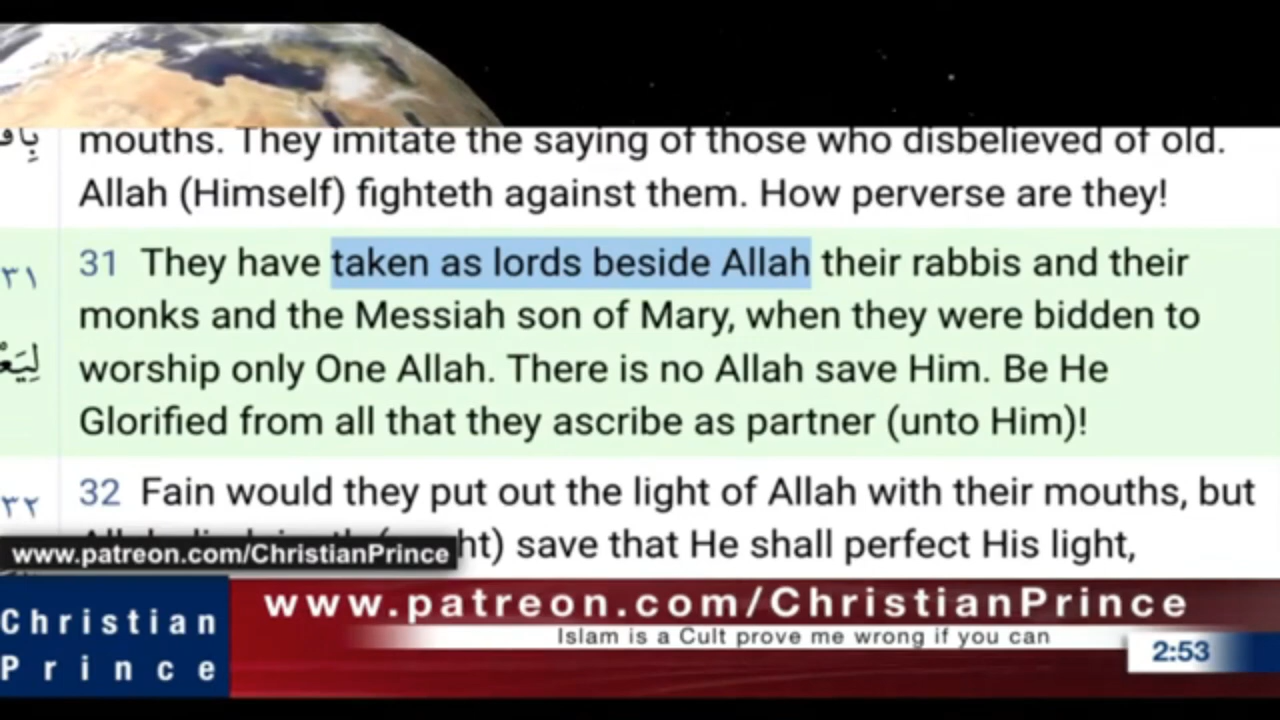 mouths. They imitate the saying of those who disbelieved of old.
Allah (Himself) fighteth against them. How perverse are they!
٣١
31 They have taken as lords beside Allah their rabbis and their
monks and the Messiah son of Mary, when they were bidden to
worship only One Allah. There is no Allah save Him. Be He
Glorified from all that they ascribe as partner (unto Him)!
٣٢
32 Fain would they put out the light of Allah with their mouths, but
save that He shall perfect His light,
www.patreon.com/ChristianPrince
www.patreon.com/ChristianPrince
Islam is a Cult prove me wrong if you can
Christian
Prince
2:53